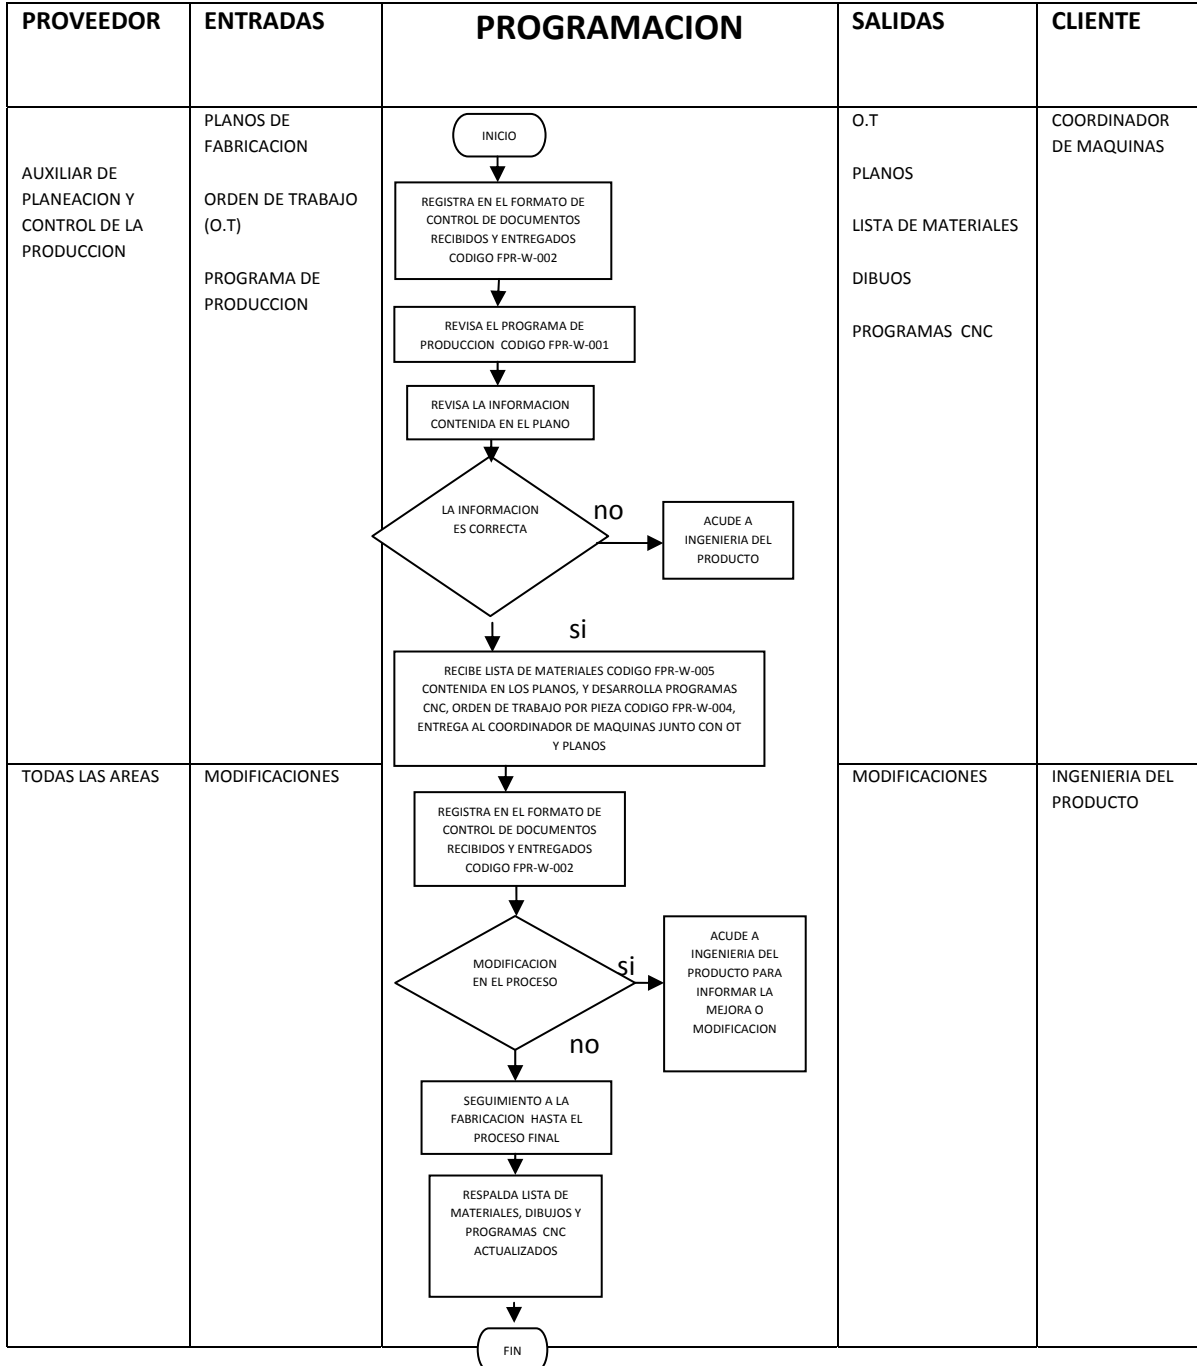 PROVEEDOR
ENTRADAS
PROGRAMACION
SALIDAS
CLIENTE
AUXILIAR DE
PLANEACION Y
CONTROL DE LA
PRODUCCION
PLANOS DE
FABRICACION
ORDEN DE TRABAJO
(O.T)
PROGRAMA DE
PRODUCCION
INICIO
REGISTRA EN EL FORMATO DE
CONTROL DE DOCUMENTOS
RECIBIDOS Y ENTREGADOS
CODIGO FPR-W-002
REVISA EL PROGRAMA DE
PRODUCCION CODIGO FPR-W-001
REVISA LA INFORMACION
CONTENIDA EN EL PLANO
LA INFORMACION
ES CORRECTA
no
ACUDE A
INGENIERIA DEL
PRODUCTO
si
RECIBE LISTA DE MATERIALES CODIGO FPR-W-005
CONTENIDA EN LOS PLANOS, Y DESARROLLA PROGRAMAS
CNC, ORDEN DE TRABAJO POR PIEZA CODIGO FPR-W-004,
ENTREGA AL COORDINADOR DE MAQUINAS JUNTO CON OT
Y PLANOS
O.T
PLANOS
LISTA DE MATERIALES
DIBUOS
PROGRAMAS CNC
COORDINADOR
DE MAQUINAS
TODAS LAS AREAS
MODIFICACIONES
REGISTRA EN EL FORMATO DE
CONTROL DE DOCUMENTOS
RECIBIDOS Y ENTREGADOS
CODIGO FPR-W-002
MODIFICACION
EN EL PROCESO
si
ACUDE A
INGENIERIA DEL
PRODUCTO PARA
INFORMAR LA
MEJORA O
MODIFICACION
no
SEGUIMIENTO A LA
FABRICACION HASTA EL
PROCESO FINAL
RESPALDA LISTA DE
MATERIALES, DIBUJOS Y
PROGRAMAS CNC
ACTUALIZADOS
FIN
MODIFICACIONES
INGENIERIA DEL
PRODUCTO